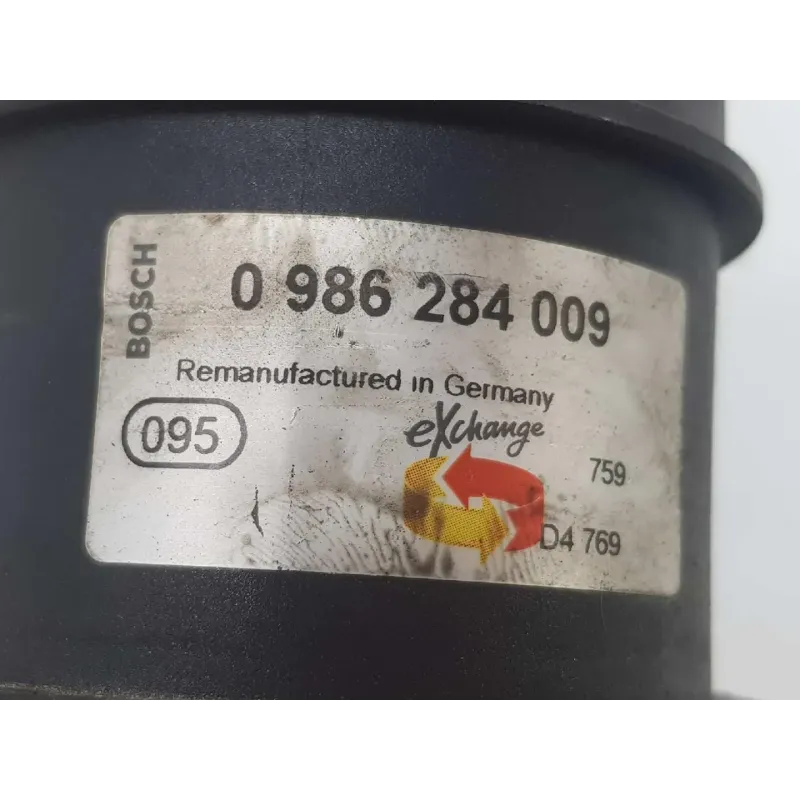 BOSCH
0 986 284 009
Remanufactured in Germany
095
eXchange
759
D4 769